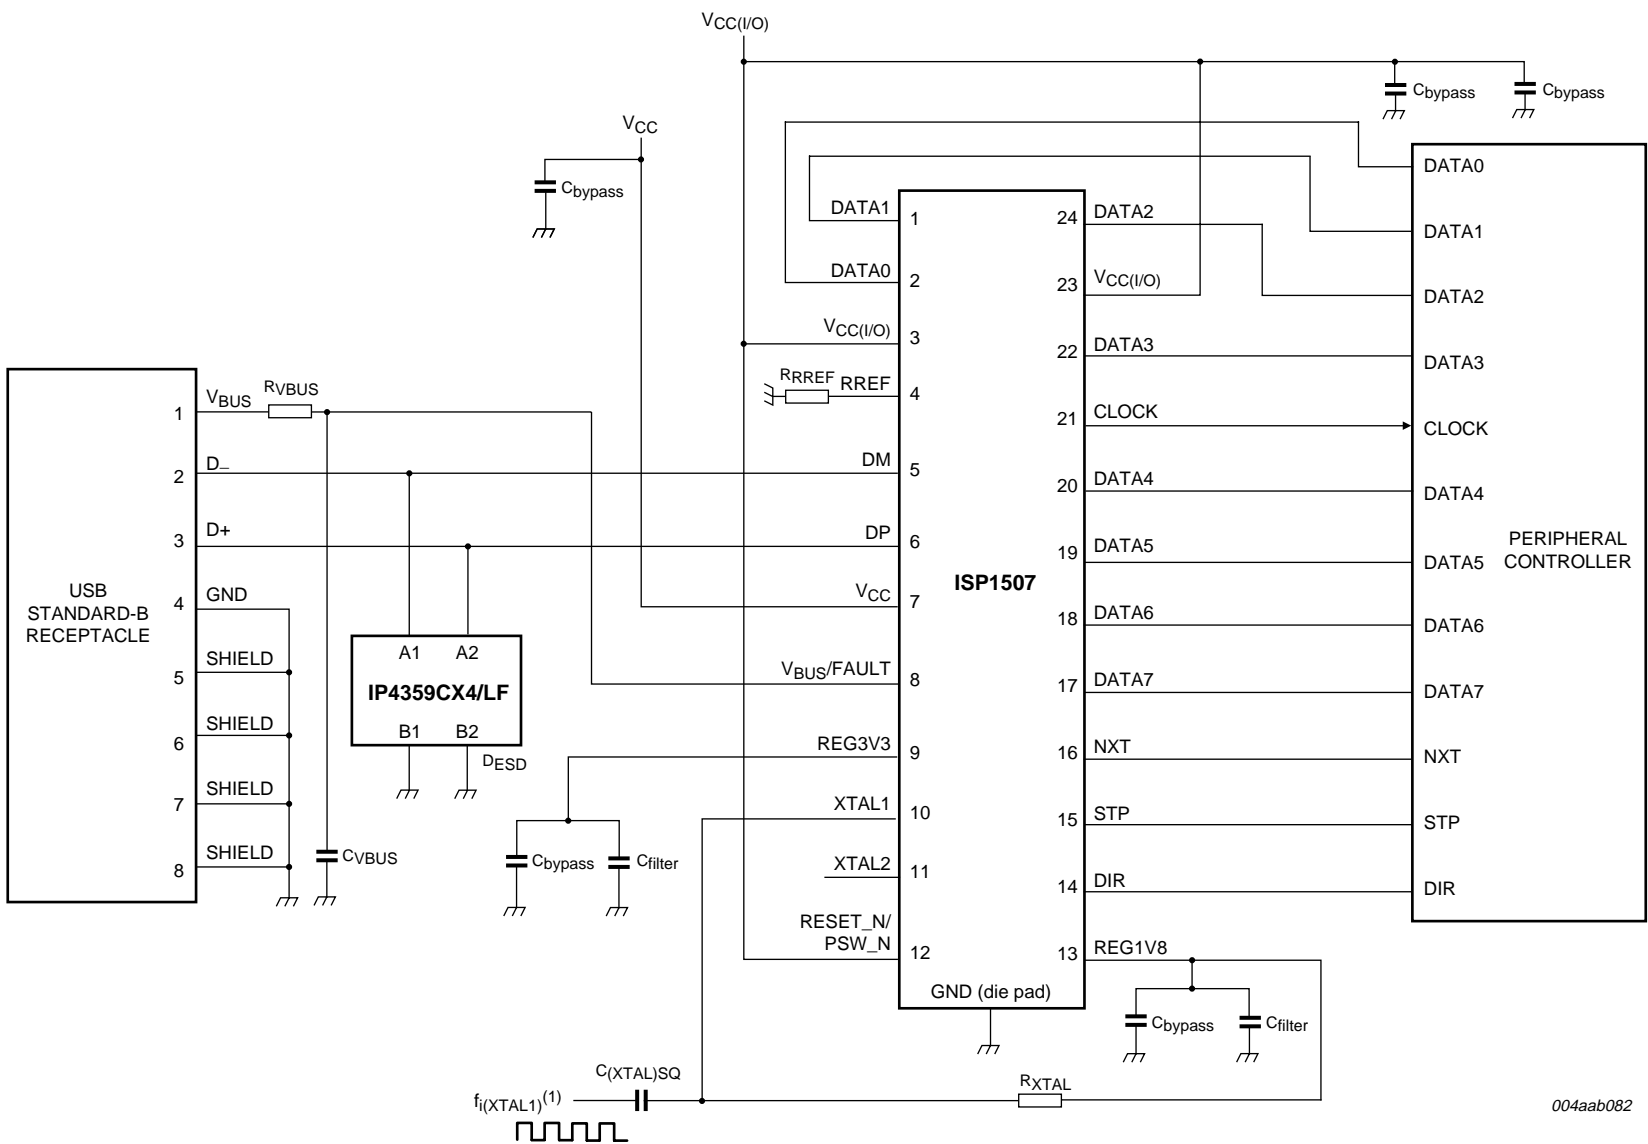 VCC(I/O)
Cbypass
Cbypass
VCC
Cbypass
USB
STANDARD-B
RECEPTACLE
1
VBUS
RVBUS
2
D−
3
D+
4
GND
5
SHIELD
6
SHIELD
7
SHIELD
8
SHIELD
CVBUS
A1
A2
IP4359CX4/LF
B1
B2
DESD
Cbypass
Cfilter
DATA1
1
DATA0
2
VCC(I/O)
3
RRREF
RREF
4
DM
5
DP
6
VCC
7
VBUS/FAULT
8
REG3V3
9
XTAL1
10
XTAL2
11
RESET_N/
PSW_N
12
ISP1507
GND (die pad)
24
DATA2
23
VCC(I/O)
22
DATA3
21
CLOCK
20
DATA4
19
DATA5
18
DATA6
17
DATA7
16
NXT
15
STP
14
DIR
13
REG1V8
Cbypass
Cfilter
DATA0
DATA1
DATA2
DATA3
CLOCK
DATA4
DATA5
DATA6
DATA7
NXT
STP
DIR
PERIPHERAL
CONTROLLER
C(XTAL)SQ
RXTAL
fi(XTAL1)(1)
004aab082